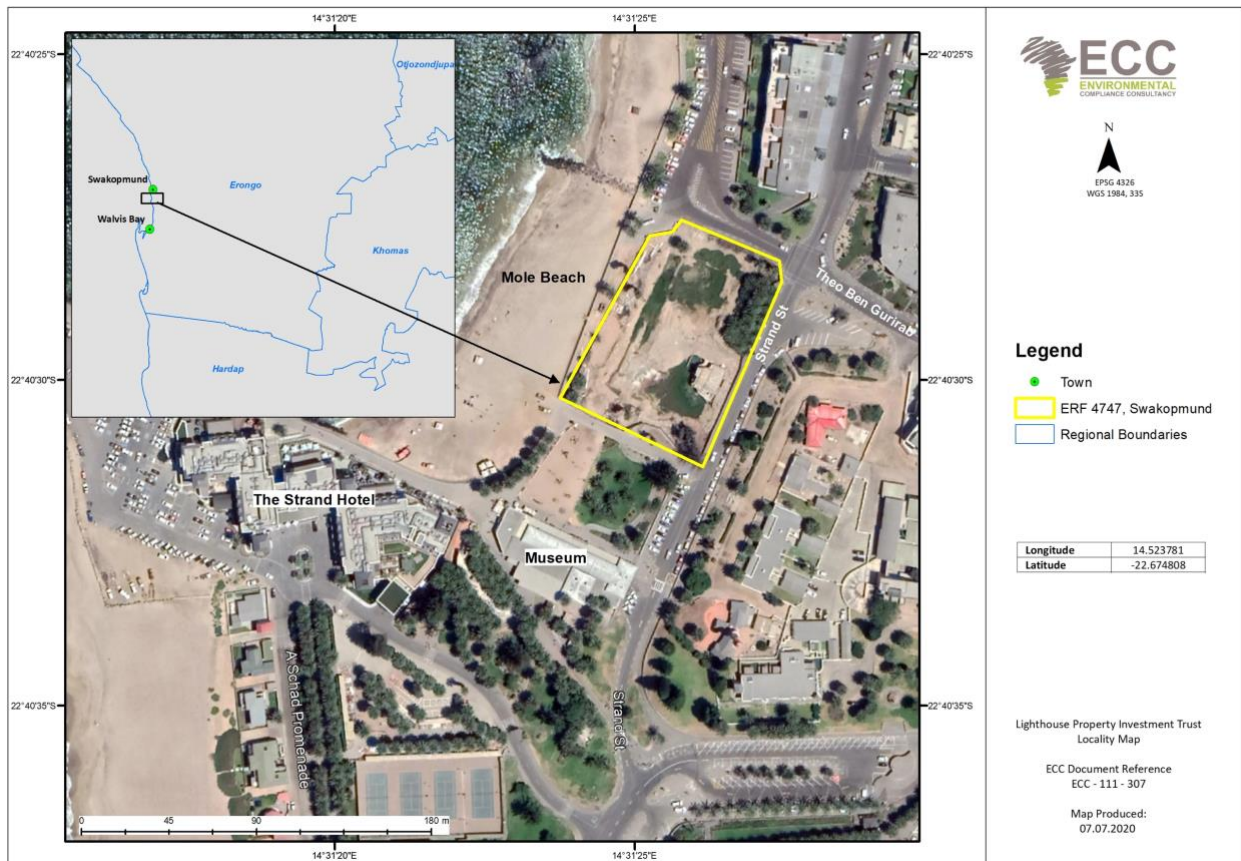 14°31'20"E
14°31'25"E
22°40'25"S
22°40'25"S
Otjozondjupa
Swakopmund
Erongo
Walvis Bay
Khomas
Hardap
Mole Beach
Theo Ben Gurirab
Strand St
22°40'30"S
22°40'30"S
The Strand Hotel
Museum
A Schad Promenade
Strand St
22°40'35"S
22°40'35"S
0 45 90 180 m
14°31'20"E
14°31'25"E
ECC
ENVIRONMENTAL
COMPLIANCE CONSULTANCY
N
EPSG 4326
WGS 1984, 33S
Legend
Town
ERF 4747, Swakopmund
Regional Boundaries
Longitude 14.523781
Latitude -22.674808
Lighthouse Property Investment Trust
Locality Map
ECC Document Reference
ECC - 111 - 307
Map Produced:
07.07.2020